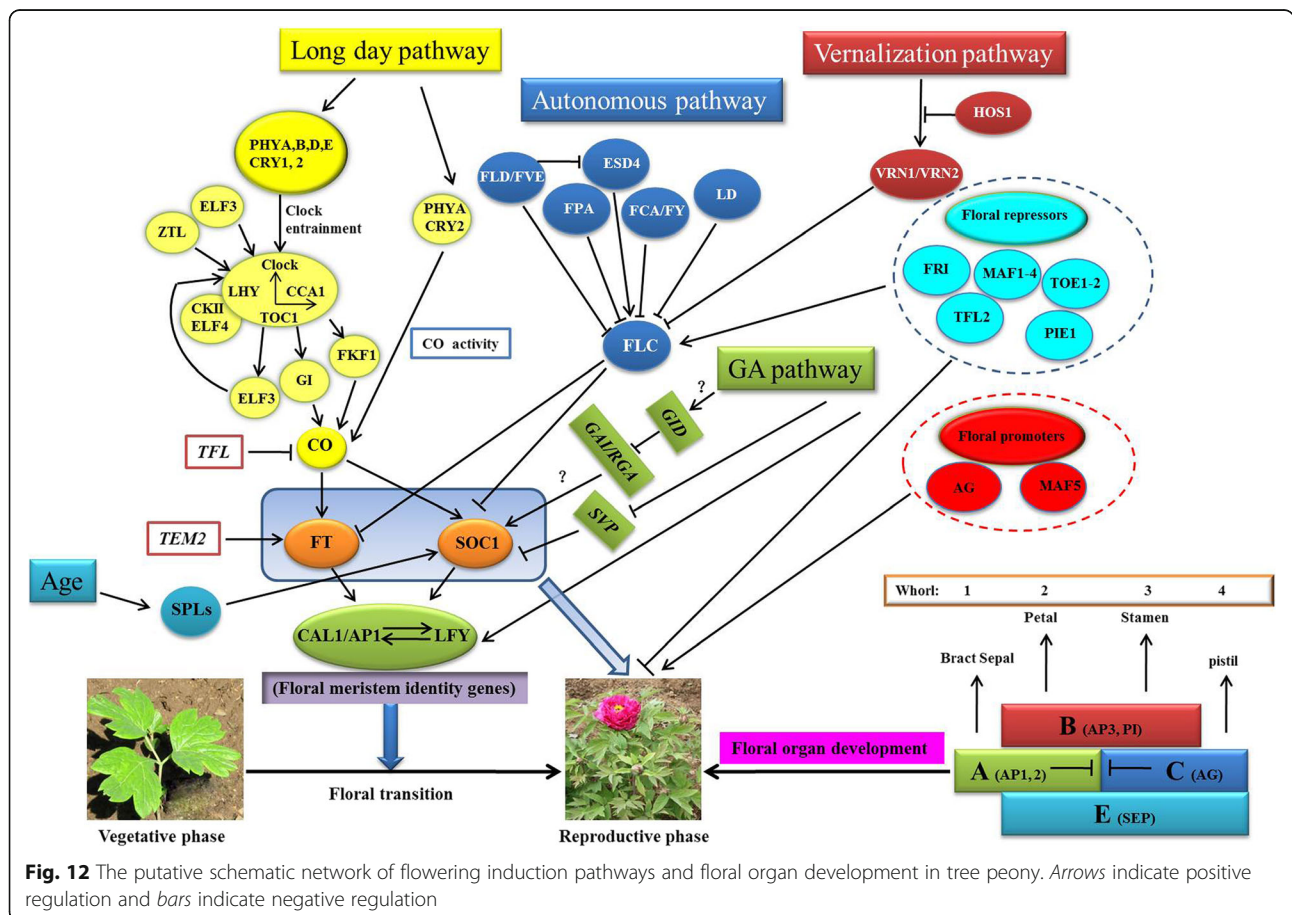 Long day pathway
Vernalization pathway
Autonomous pathway
HOS1
PHYA,B,D,E
CRY1, 2
VRN1/VRN2
FLD/FVE
ESD4
FPA
FCA/FY
LD
Clock
entrainment
PHYA
CRY2
ELF3
ZTL
Clock
LHY
CCA1
TOC1
CKII
ELF4
FKF1
GI
ELF3
CO activity
FLC
Floral repressors
FRI
MAF1-4
TOE1-2
TFL2
PIE1
GA pathway
?
GID
GAI/RGA
?
SVP
Floral promoters
AG
MAF5
TFL
CO
TEM2
FT
SOC1
Age
SPLs
CAL1/AP1
LFY
(Floral meristem identity genes)
Whorl: 1 2 3 4
Petal
Stamen
Bract Sepal
pistil
B (AP3, PI)
A (AP1, 2)
C (AG)
E (SEP)
Floral organ development
Floral transition
Vegetative phase
Reproductive phase
Fig. 12 The putative schematic network of flowering induction pathways and floral organ development in tree peony. Arrows indicate positive
regulation and bars indicate negative regulation